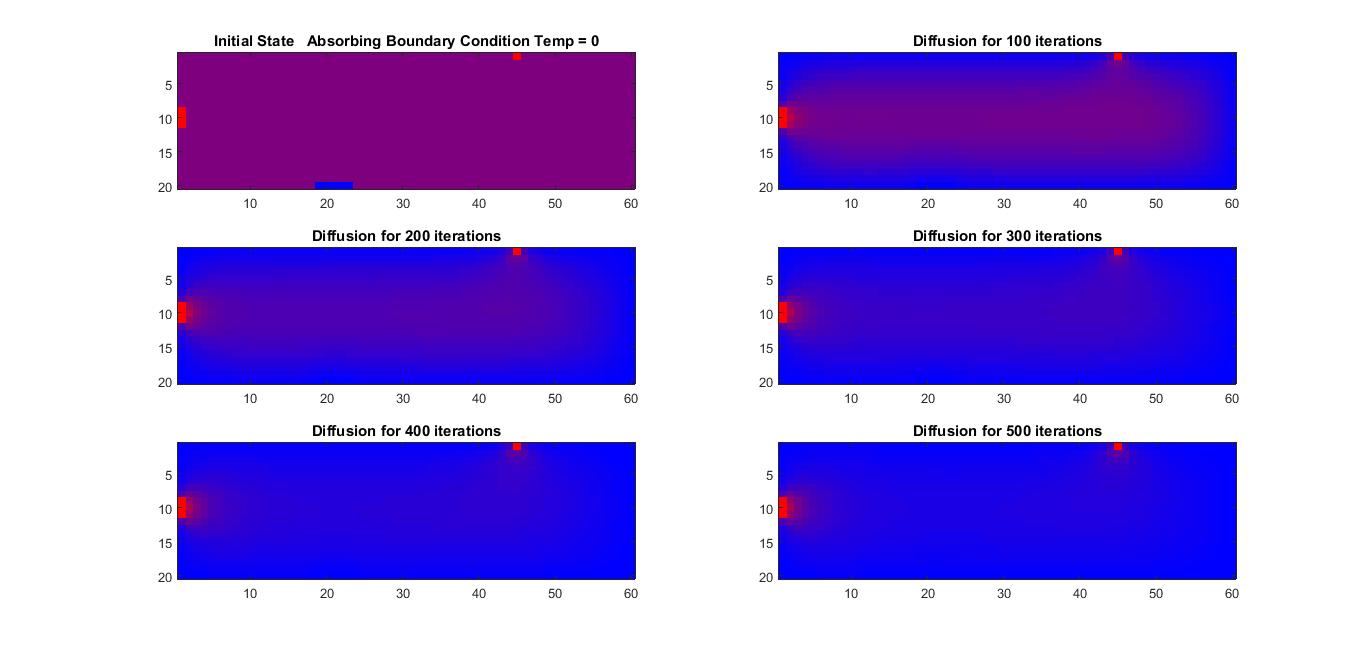 Initial State   Absorbing Boundary Condition Temp = 0
5
10
15
20
10 20 30 40 50 60
Diffusion for 100 iterations
5
10
15
20
10 20 30 40 50 60
Diffusion for 200 iterations
5
10
15
20
10 20 30 40 50 60
Diffusion for 300 iterations
5
10
15
20
10 20 30 40 50 60
Diffusion for 400 iterations
5
10
15
20
10 20 30 40 50 60
Diffusion for 500 iterations
5
10
15
20
10 20 30 40 50 60